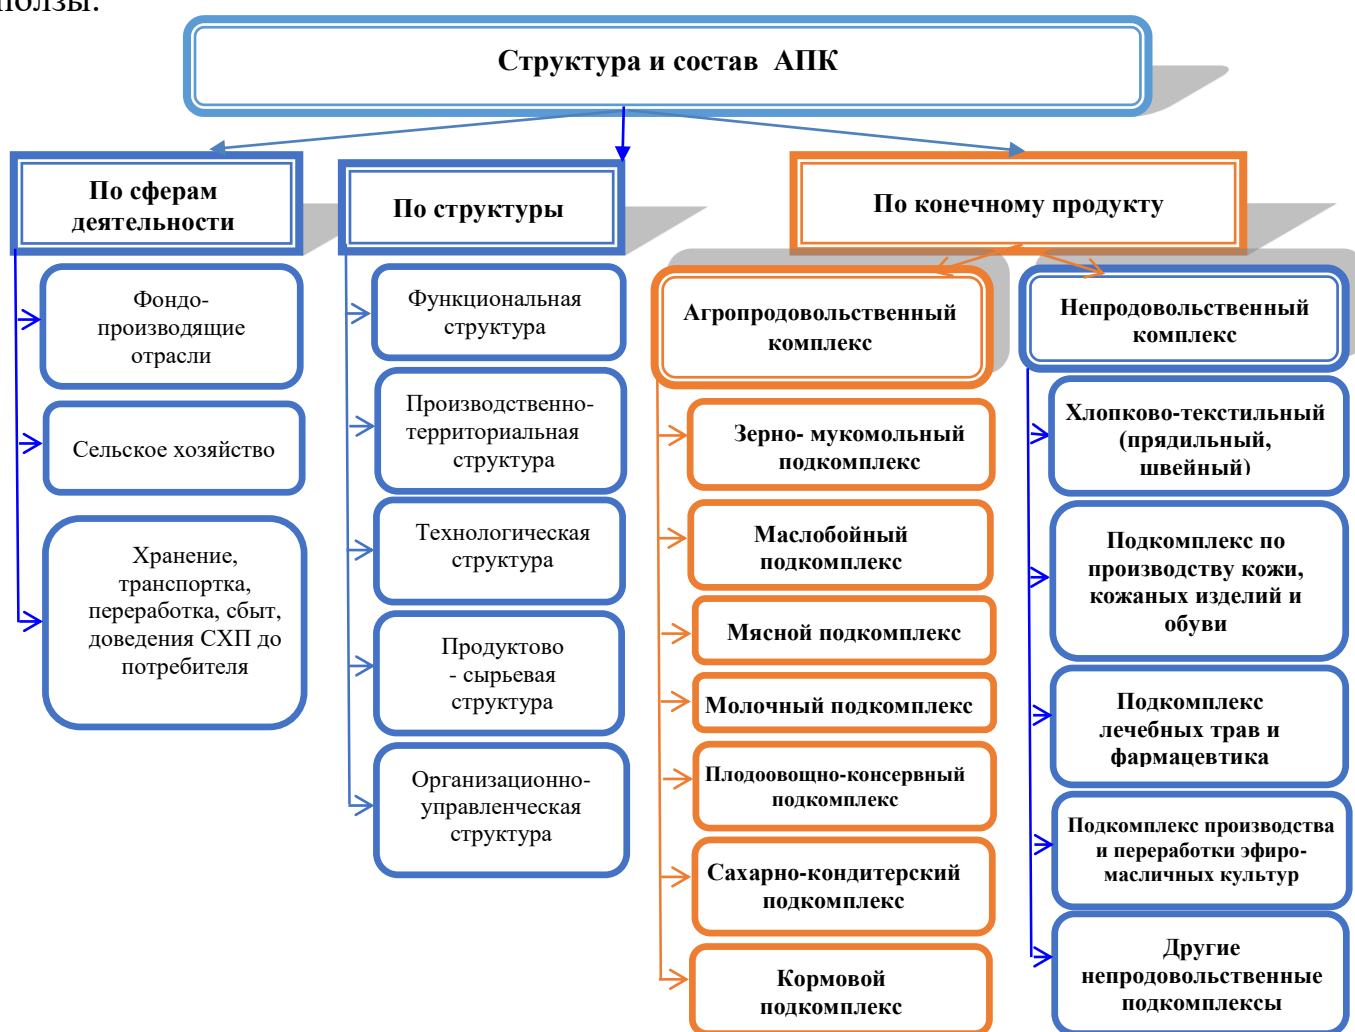 ползы.
Структура и состав АПК
По сферам
деятельности
По структуры
По конечному продукту
Фондо-
производящие
отрасли
Сельское хозяйство
Хранение,
транспортка,
переработка, сбыт,
доведения СХП до
потребителя
Функциональная
структура
Производственно-
территориальная
структура
Технологическая
структура
Продуктово
- сырьевая
структура
Организационно-
управленческая
структура
Агропродовольственный
комплекс
Зерно- мукомольный
подкомплекс
Маслобойный
подкомплекс
Мясной подкомплекс
Молочный подкомплекс
Плодоовощно-консервный
подкомплекс
Сахарно-кондитерский
подкомплекс
Кормовой
подкомплекс
Непродовольственный
комплекс
Хлопково-текстильный
(прядильный,
швейный)
Подкомплекс по
производству кожи,
кожаных изделий и
обуви
Подкомплекс
лечебных трав и
фармацевтика
Подкомплекс производства
и переработки эфиро-
масличных культур
Другие
непродовольственные
подкомплексы